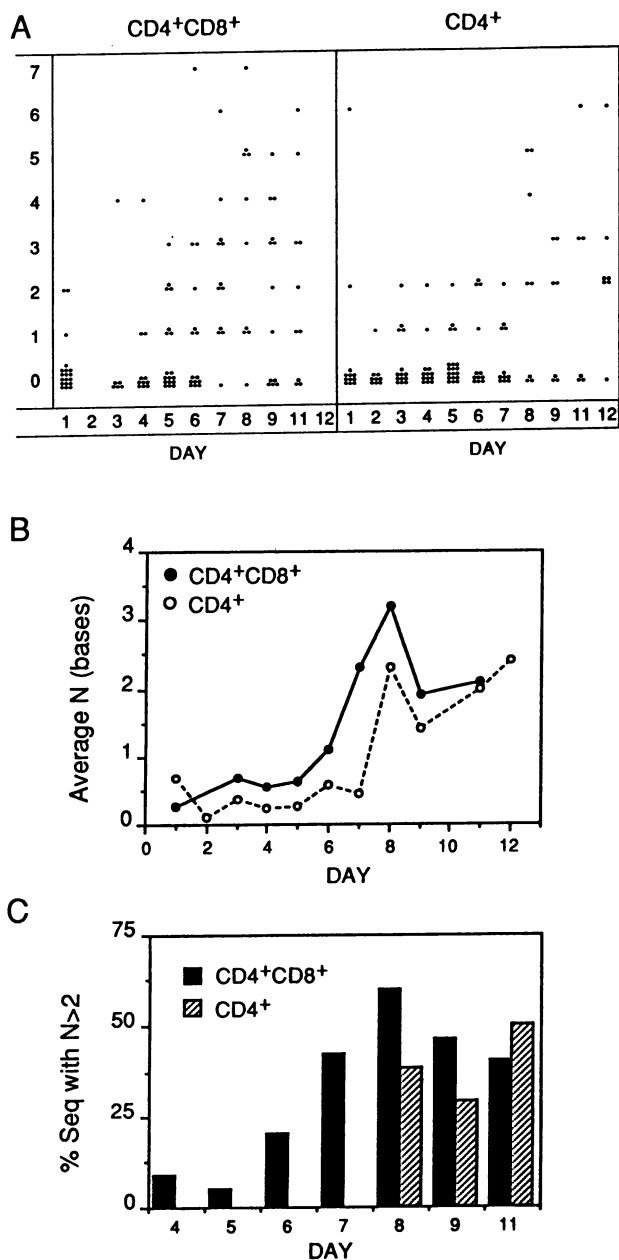 A
CD4+CD8+ CD4+
7
6
5
4
3
2
1
0
1 2 3 4 5 6 7 8 9 11 12 1 2 3 4 5 6 7 8 9 11 12
DAY DAY
B
4
3
2
1
0
Average N (bases)
CD4+CD8+
CD4+
0 2 4 6 8 10 12
DAY
C
75
50
25
0
% Seq with N>2
CD4+CD8+
CD4+
4 5 6 7 8 9 11
DAY